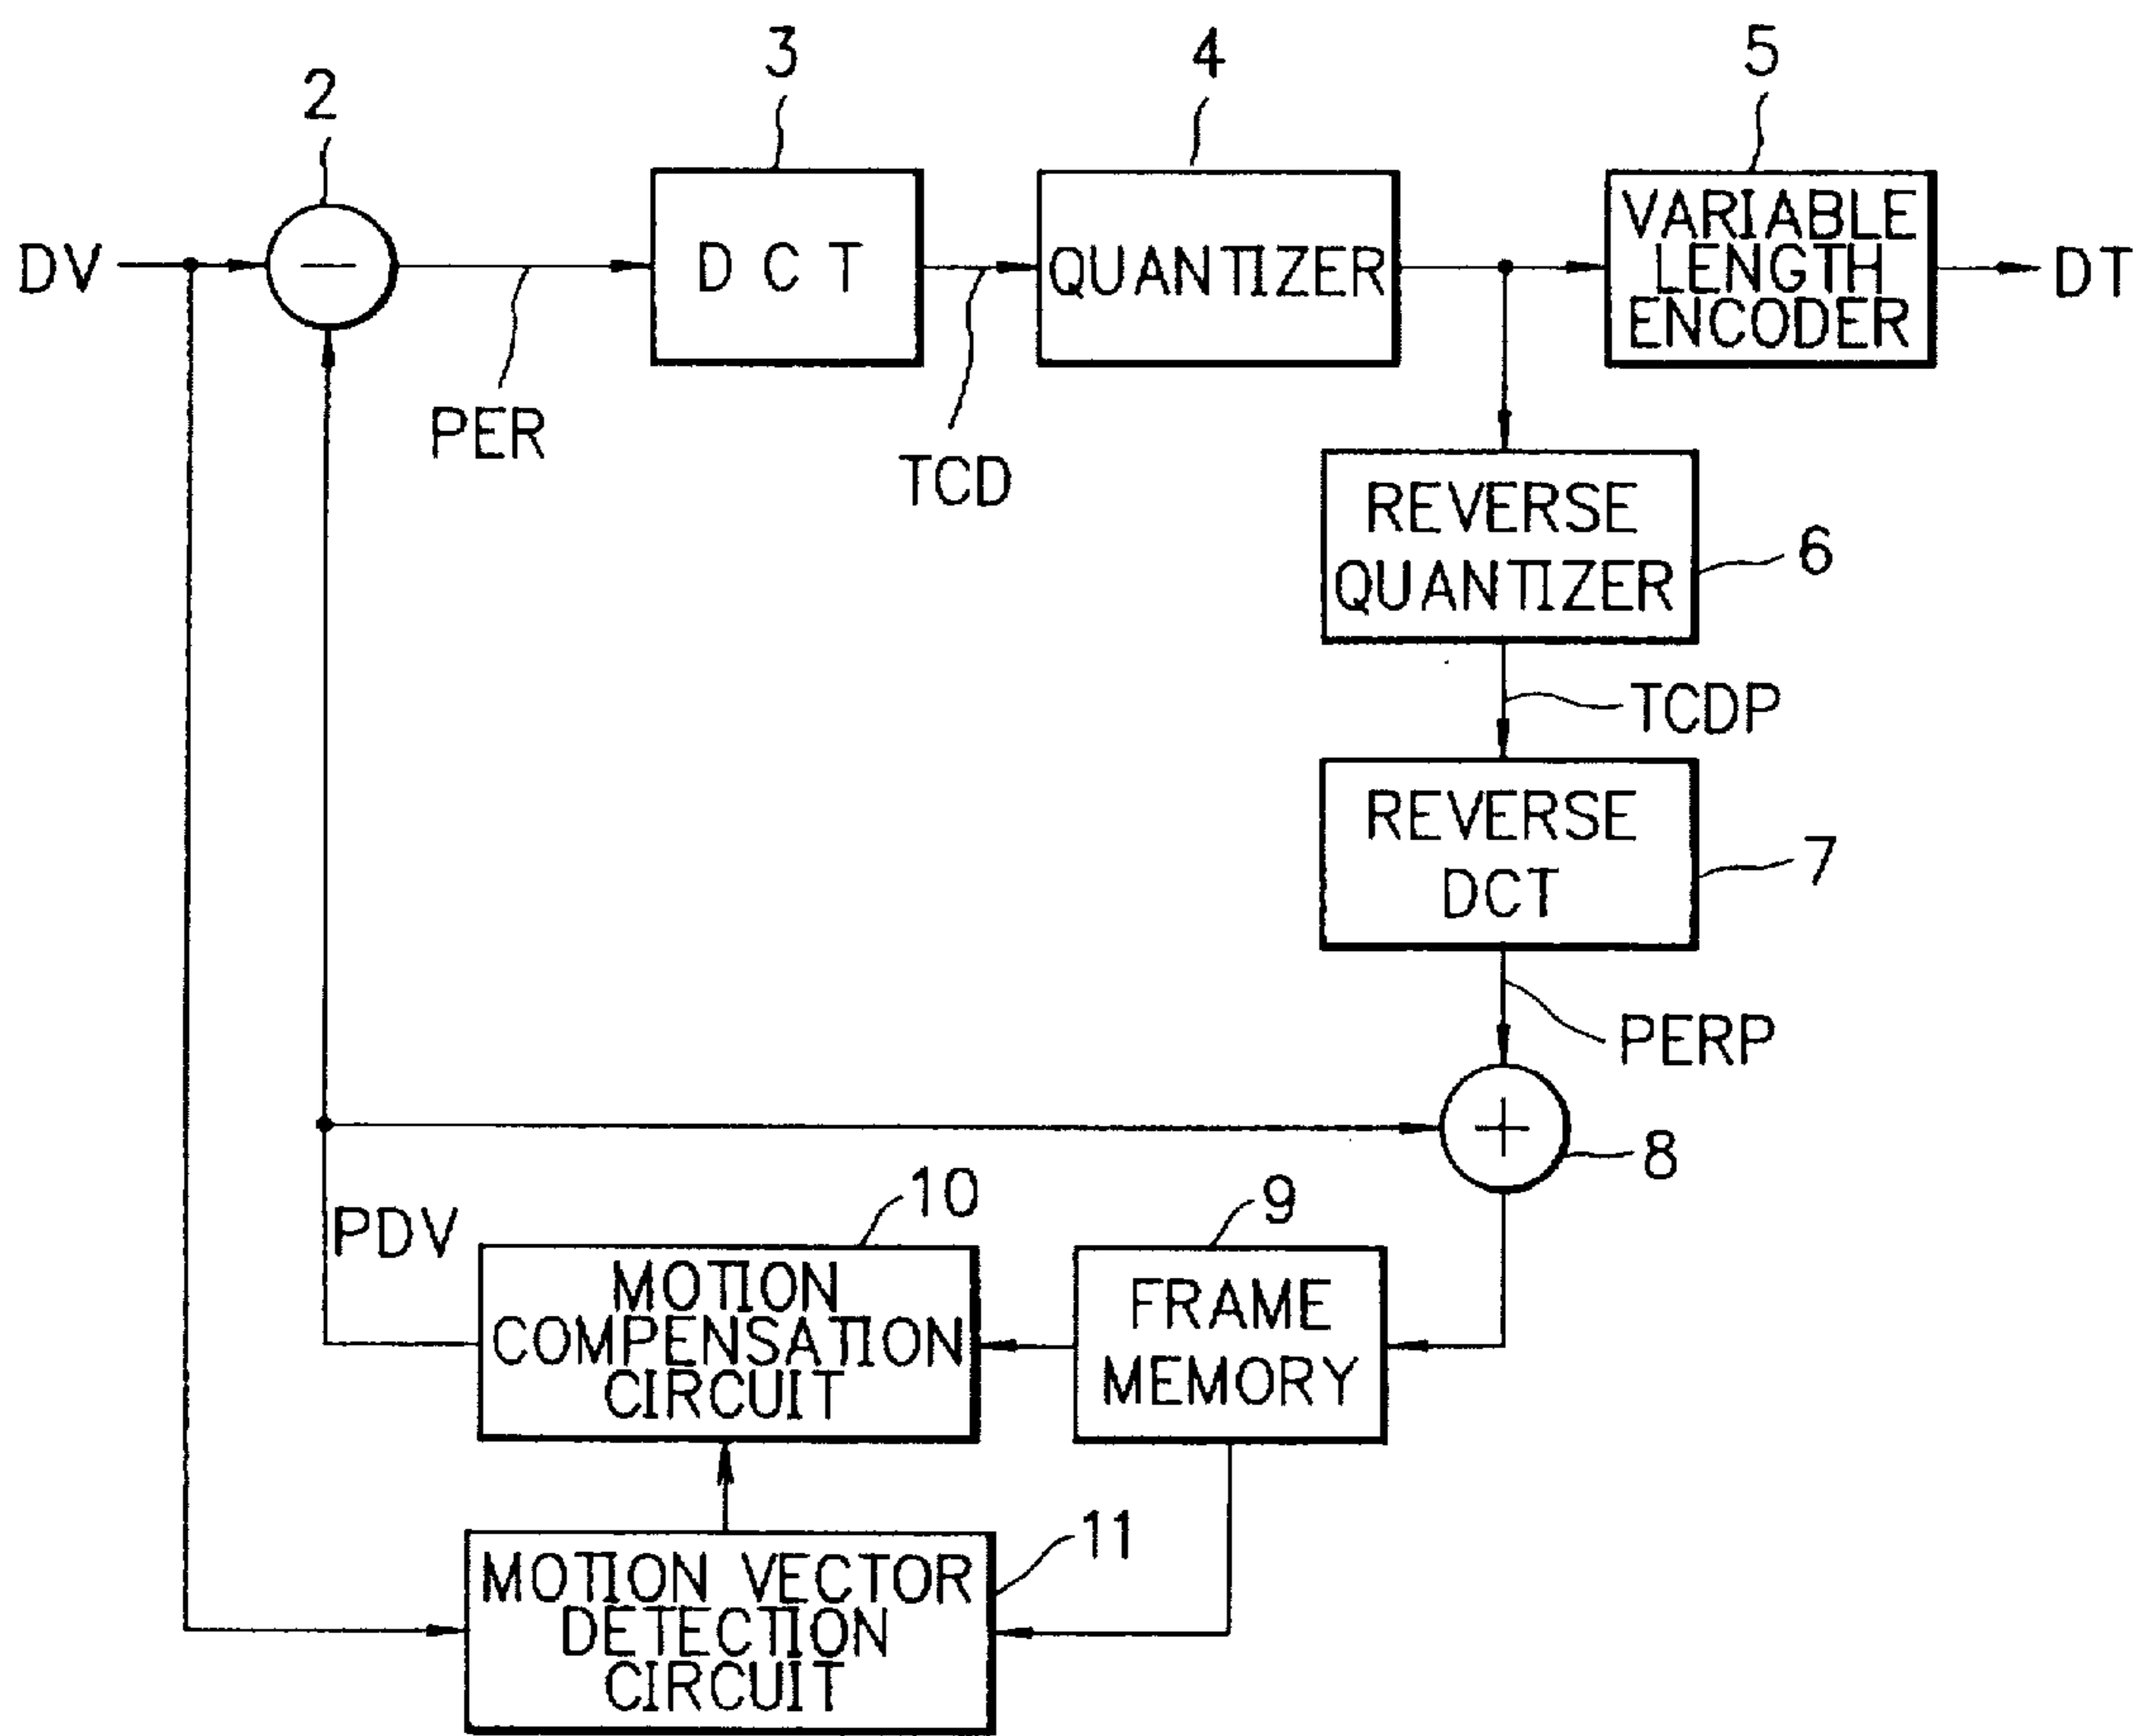 2
3
4
5
DV
—
D C T
QUANTIZER
VARIABLE
LENGTH
ENCODER
DT
PER
TCD
REVERSE
QUANTIZER
6
TCDP
REVERSE
DCT
7
PERP
+
8
PDV
10
9
MOTION
COMPENSATION
CIRCUIT
FRAME
MEMORY
11
MOTION VECTOR
DETECTION
CIRCUIT